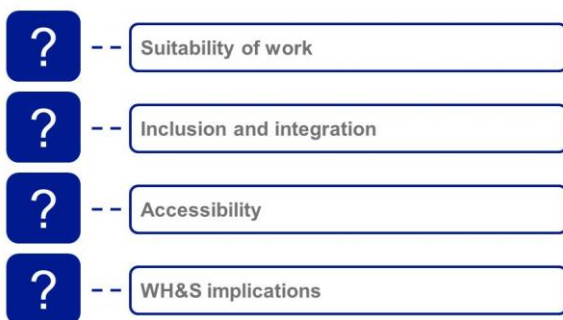 ? Suitability of work
? Inclusion and integration
? Accessibility
? WH&S implications